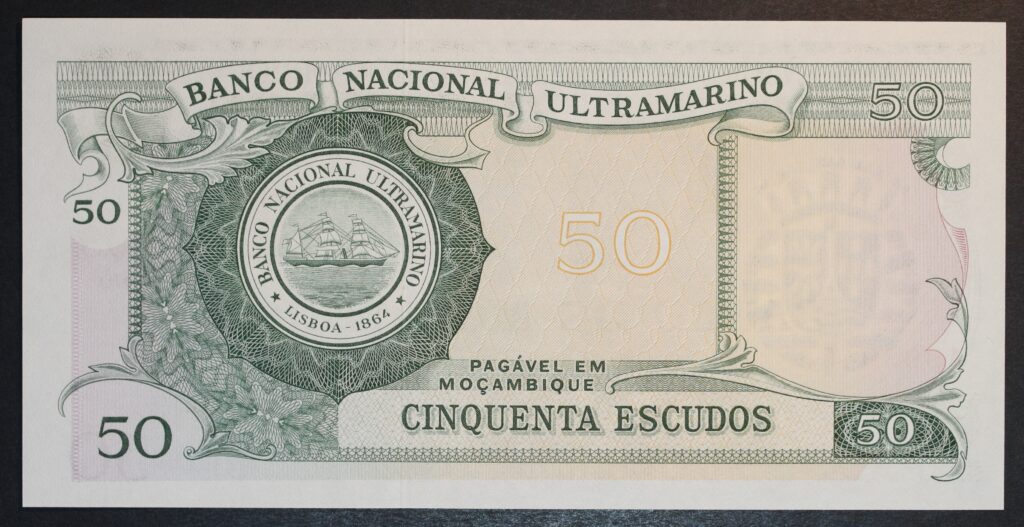 BANCO NACIONAL ULTRAMARINO
50
50
BANCO NACIONAL ULTRAMARINO
★ LISBOA - 1864 ★
50
PAGÁVEL EM
MOÇAMBIQUE
CINQUENTA ESCUDOS
50
50